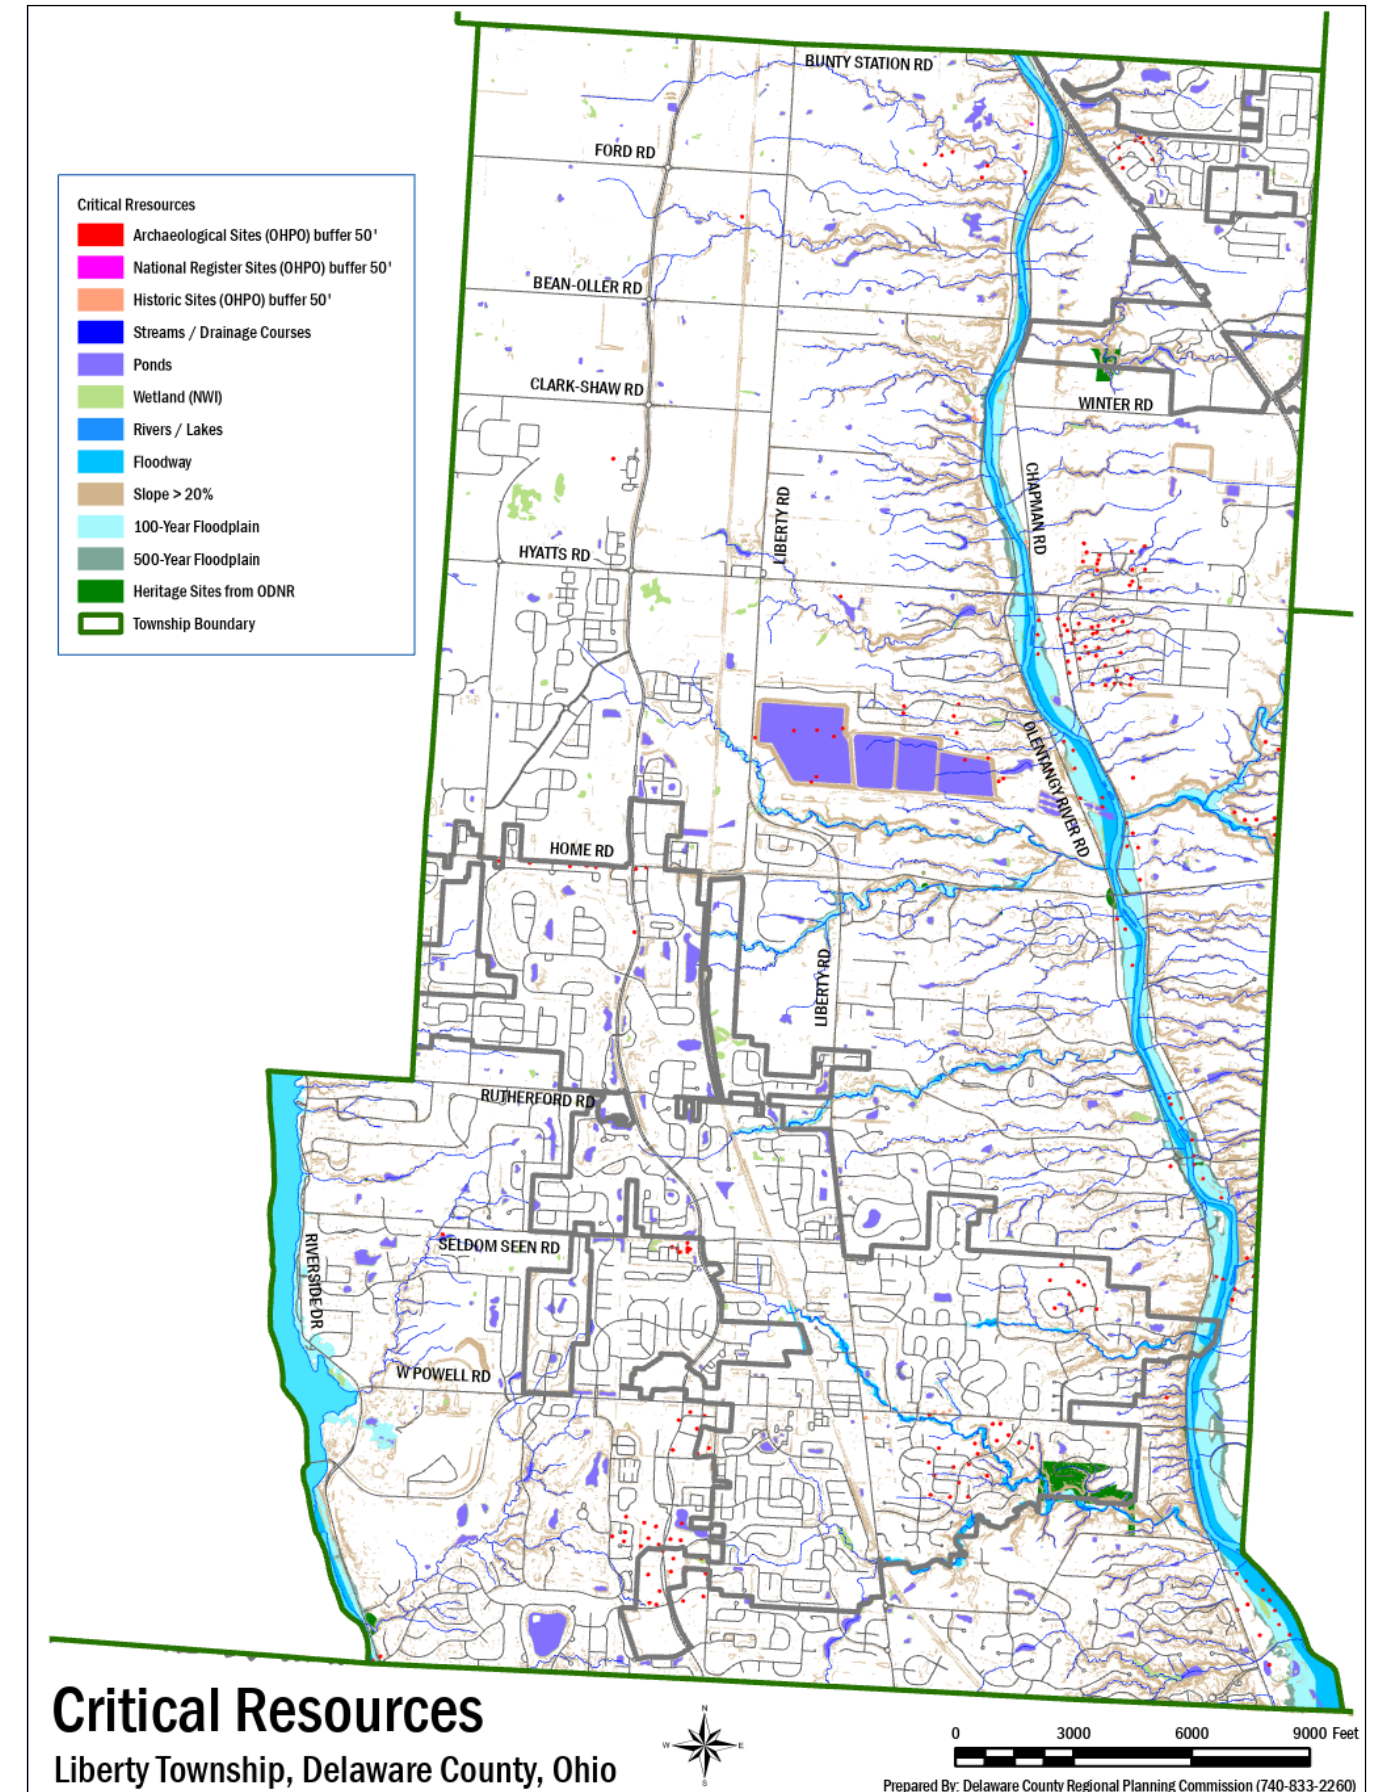 BUNTY STATION RD
FORD RD
Critical Rresources
Archaeological Sites (OHPO) buffer 50'
National Register Sites (OHPO) buffer 50'
Historic Sites (OHPO) buffer 50'
Streams / Drainage Courses
Ponds
Wetland (NWI)
Rivers / Lakes
Floodway
Slope > 20%
100-Year Floodplain
500-Year Floodplain
Heritage Sites from ODNR
Township Boundary
BEAN-OLLER RD
CLARK-SHAW RD
WINTER RD
CHAPMAN RD
LIBERTY RD
HYATTS RD
OLENTANGY RIVER RD
HOME RD
LIBERTY RD
RUTHERFORD RD
SELDOM SEEN RD
RIVERSIDE DR
W POWELL RD
Critical Resources
Liberty Township, Delaware County, Ohio
N
W
E
S
0 3000 6000 9000 Feet
Prepared By: Delaware County Regional Planning Commission (740-833-2260)